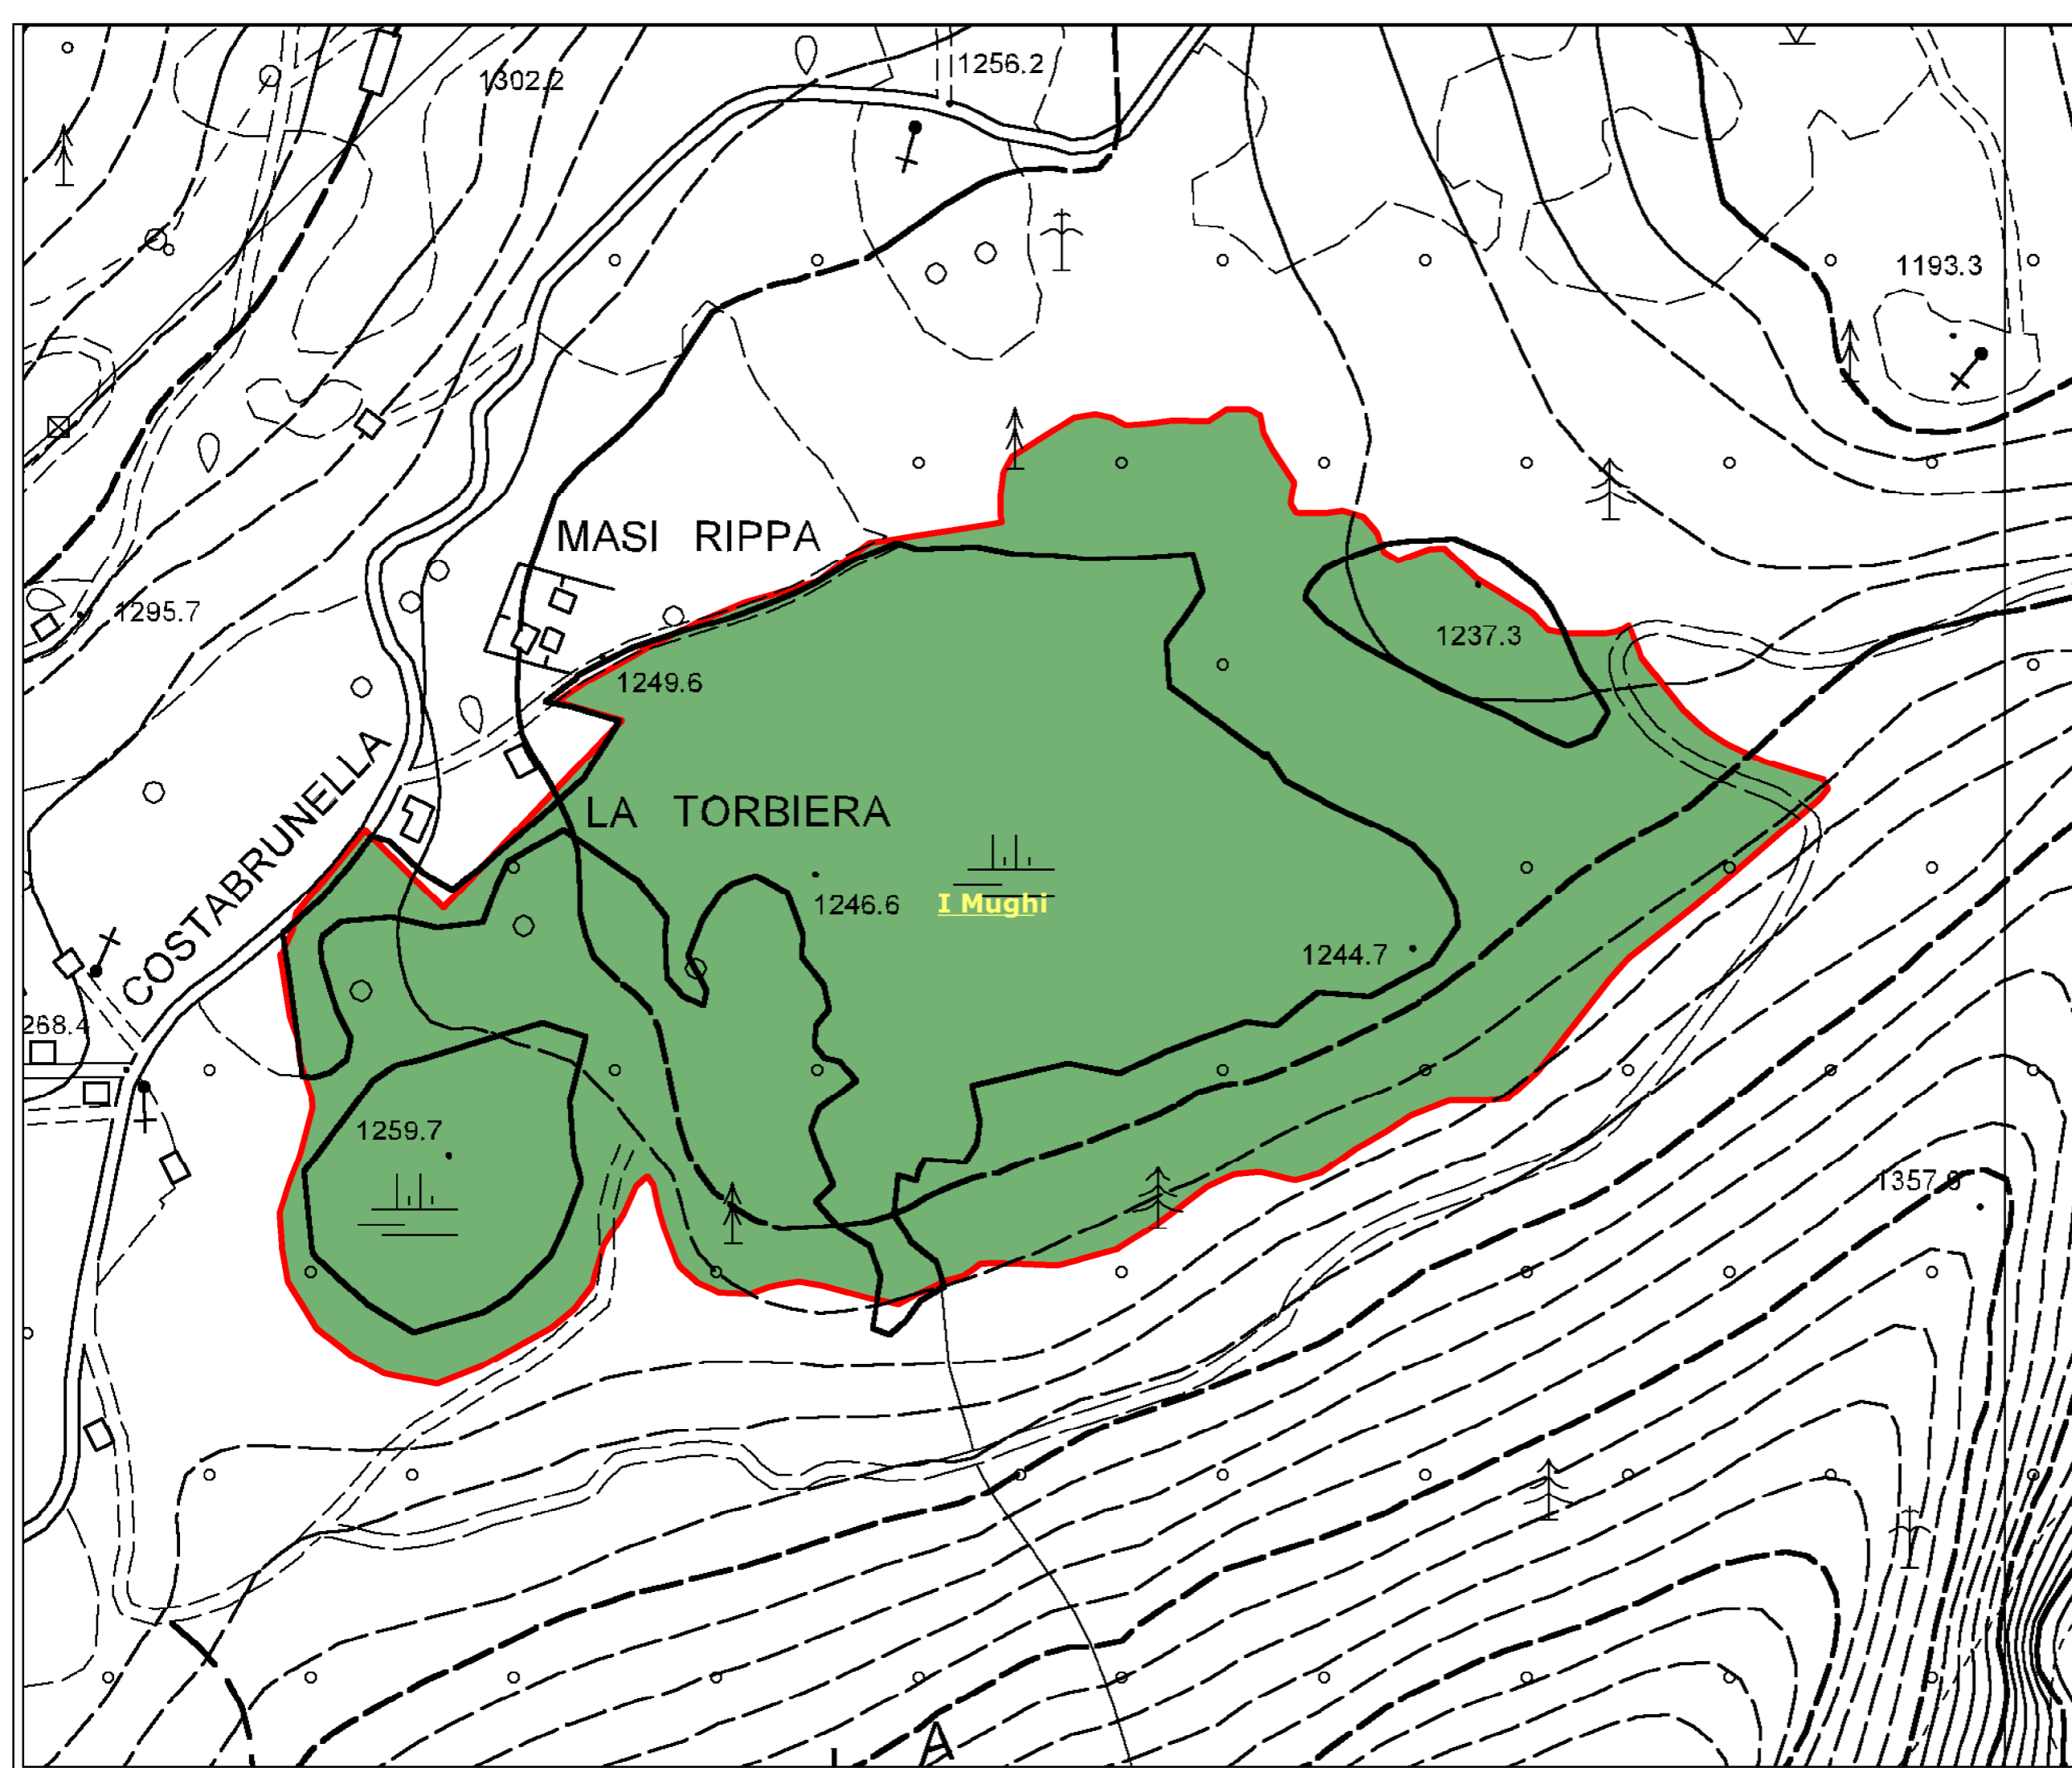 1302.2
1256.2
1193.3
MASI RIPPA
1295.7
1237.3
1249.6
COSTABRUNELLA
LA TORBIERA
1246.6
I Mughi
1244.7
268.4
1259.7
A